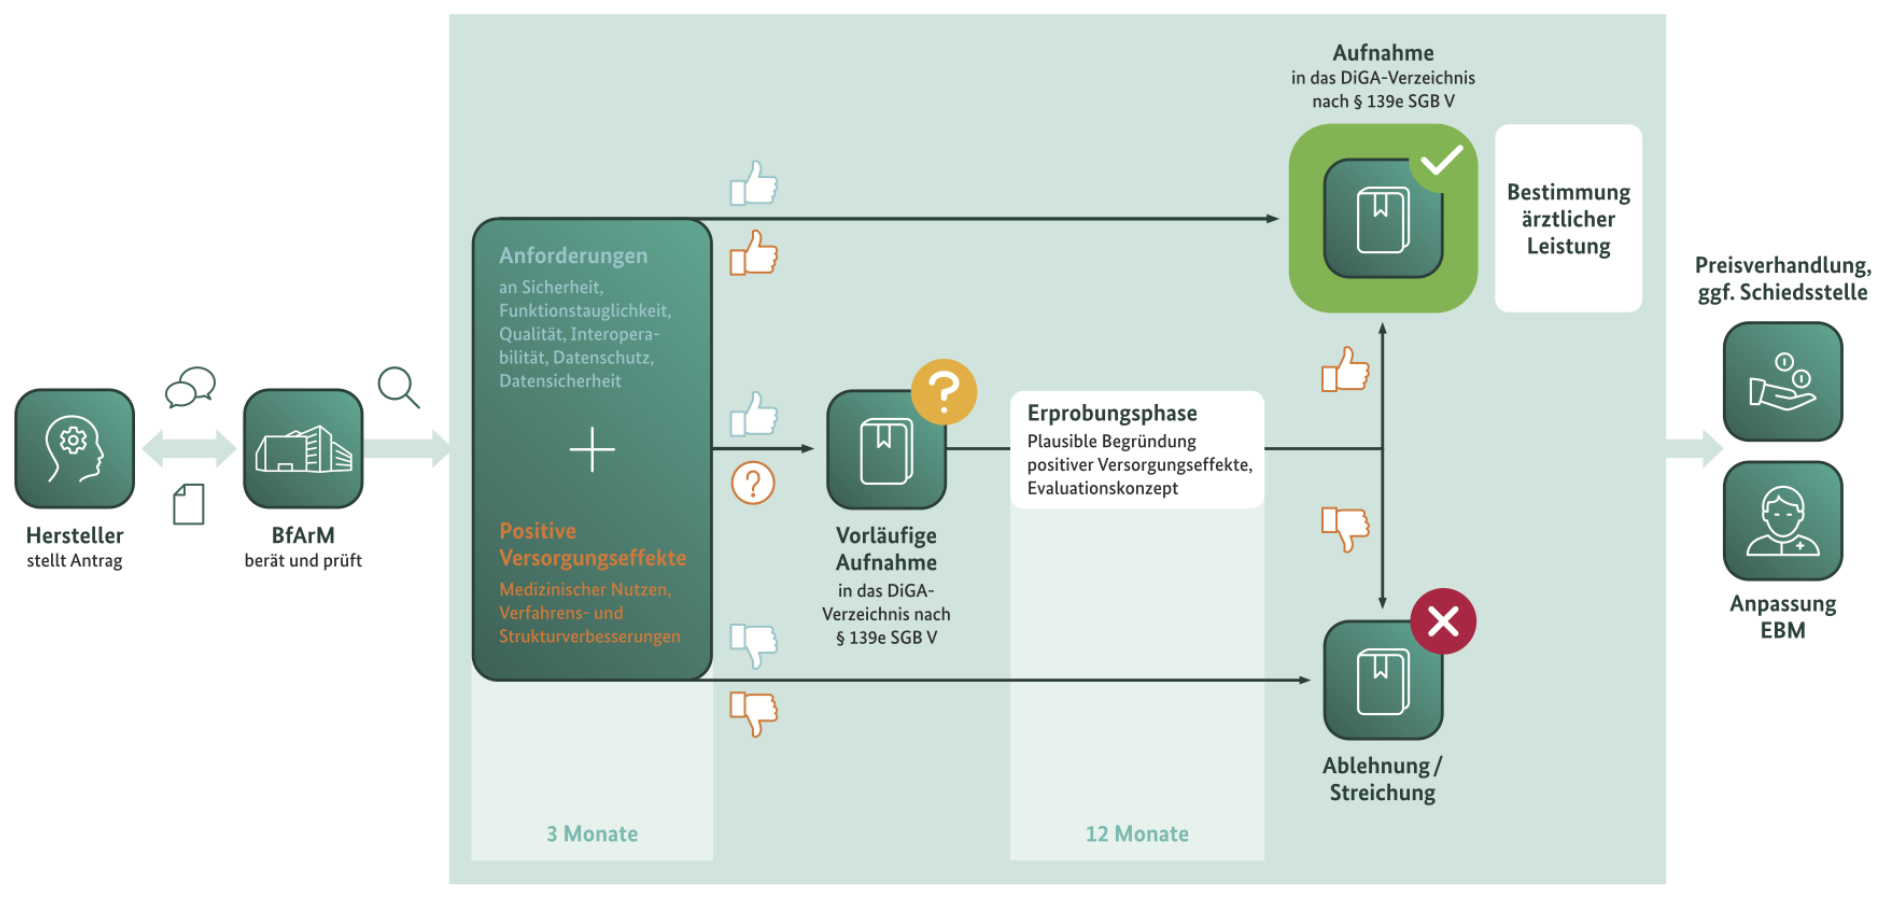 Hersteller
stellt Antrag
BfArM
berät und prüft
Anforderungen
an Sicherheit,
Funktionstauglichkeit,
Qualität, Interopera-
bilität, Datenschutz,
Datensicherheit
Positive
Versorgungseffekte
Medizinischer Nutzen,
Verfahrens- und
Strukturverbesserungen
3 Monate
?
?
Vorläufige
Aufnahme
in das DiGA-
Verzeichnis nach
§ 139e SGB V
Erprobungsphase
Plausible Begründung
positiver Versorgungseffekte,
Evaluationskonzept
12 Monate
Aufnahme
in das DiGA-Verzeichnis
nach § 139e SGB V
Bestimmung
ärztlicher
Leistung
Ablehnung /
Streichung
Preisverhandlung,
ggf. Schiedsstelle
Anpassung
EBM